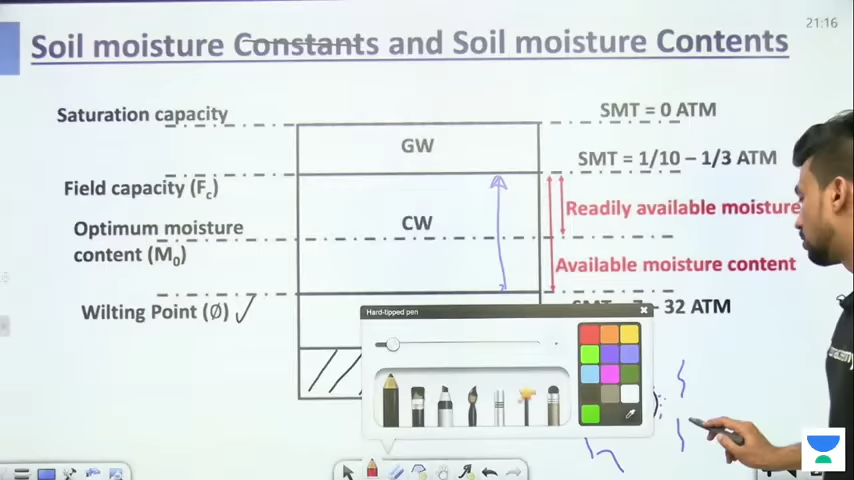 21:16
Soil moisture Constants and Soil moisture Contents
Saturation capacity
SMT = 0 ATM
GW
SMT = 1/10 – 1/3 ATM
Field capacity (Fc)
Readily available moisture
Optimum moisture
content (M0)
CW
Available moisture content
Wilting Point (Ø)
32 ATM
Hard-tipped pen